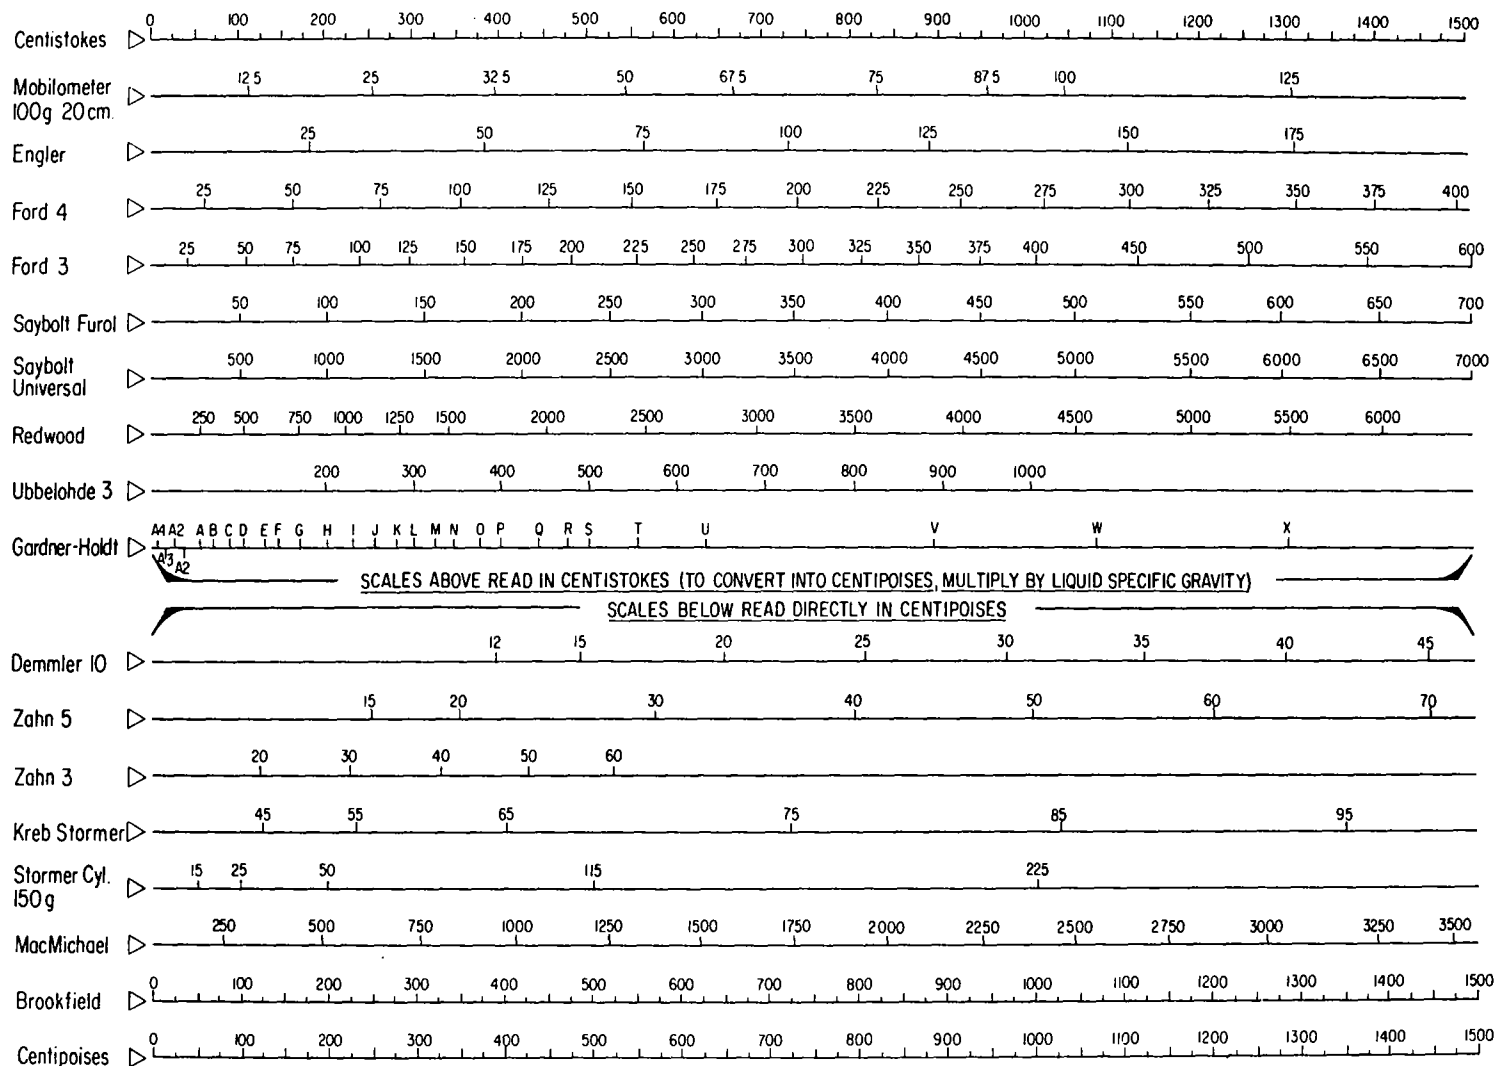 0 100 200 300 400 500 600 700 800 900 1000 1100 1200 1300 1400 1500
Centistokes
12 5 25 32 5 50 67 5 75 87 5 100 125
Mobilometer
100g 20cm.
25 50 75 100 125 150 175
Engler
25 50 75 100 125 150 175 200 225 250 275 300 325 350 375 400
Ford 4
25 50 75 100 125 150 175 200 225 250 275 300 325 350 375 400 450 500 550 600
Ford 3
50 100 150 200 250 300 350 400 450 500 550 600 650 700
Saybolt Furol
500 1000 1500 2000 2500 3000 3500 4000 4500 5000 5500 6000 6500 7000
Saybolt
Universal
250 500 750 1000 1250 1500 2000 2500 3000 3500 4000 4500 5000 5500 6000
Redwood
200 300 400 500 600 700 800 900 1000
Ubbelohde 3
A4 A2 A B C D E F G H I J K L M N O P Q R S T U V W X
Gardner-Holdt
A3 A2
SCALES ABOVE READ IN CENTISTOKES (TO CONVERT INTO CENTIPOISES, MULTIPLY BY LIQUID SPECIFIC GRAVITY)
SCALES BELOW READ DIRECTLY IN CENTIPOISES
12 15 20 25 30 35 40 45
Demmler 10
15 20 30 40 50 60 70
Zahn 5
20 30 40 50 60
Zahn 3
45 55 65 75 85 95
Kreb Stormer
15 25 50 115 225
Stormer Cyl.
150 g
250 500 750 1000 1250 1500 1750 2000 2250 2500 2750 3000 3250 3500
MacMichael
0 100 200 300 400 500 600 700 800 900 1000 1100 1200 1300 1400 1500
Brookfield
0 100 200 300 400 500 600 700 800 900 1000 1100 1200 1300 1400 1500
Centipoises